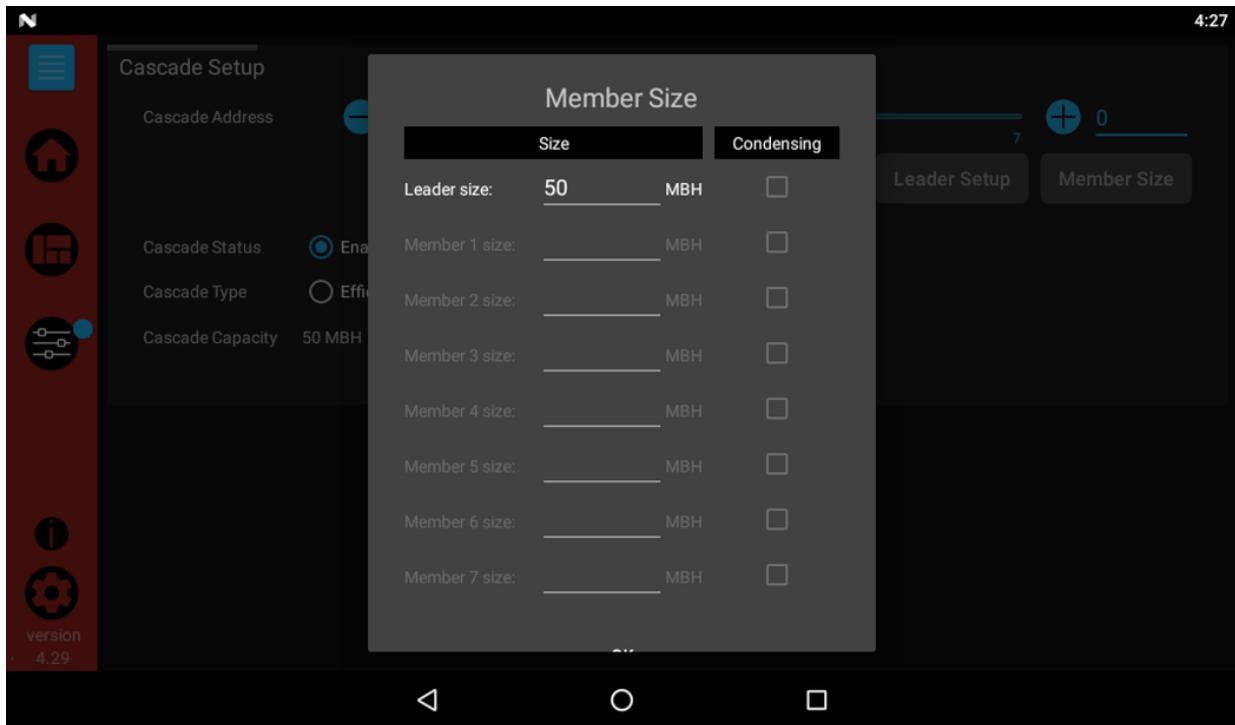 N 4:27
Cascade Setup
Member Size
Cascade Address
0
7
Size Condensing
Leader Setup
Member Size
Leader size: 50 MBH
Member 1 size: MBH
Cascade Status Ena
Member 2 size: MBH
Cascade Type Effi
Cascade Capacity 50 MBH
Member 3 size: MBH
Member 4 size: MBH
Member 5 size: MBH
Member 6 size: MBH
Member 7 size: MBH
version
4.29